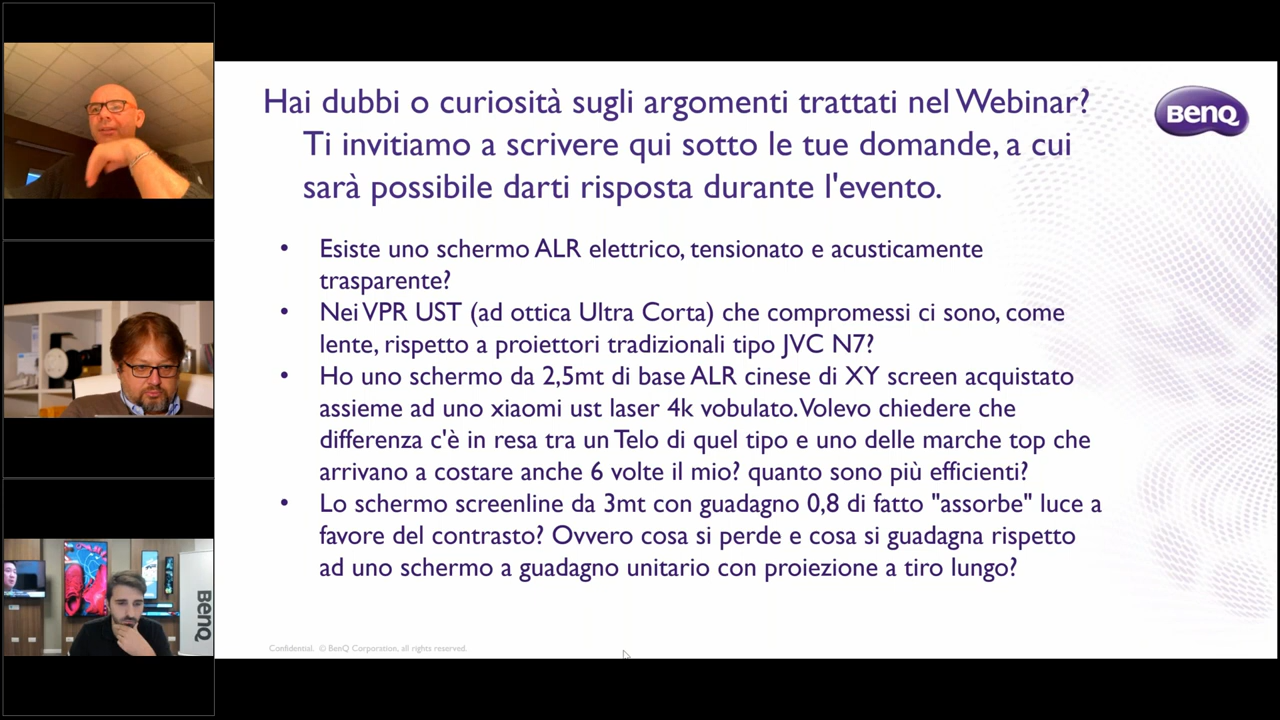 Hai dubbi o curiosità sugli argomenti trattati nel Webinar?
Ti invitiamo a scrivere qui sotto le tue domande, a cui
sarà possibile darti risposta durante l'evento.
BenQ
• Esiste uno schermo ALR elettrico, tensionato e acusticamente
trasparente?
• Nei VPR UST (ad ottica Ultra Corta) che compromessi ci sono, come
lente, rispetto a proiettori tradizionali tipo JVC N7?
• Ho uno schermo da 2,5mt di base ALR cinese di XY screen acquistato
assieme ad uno xiaomi ust laser 4k vobulato. Volevo chiedere che
differenza c'è in resa tra un Telo di quel tipo e uno delle marche top che
arrivano a costare anche 6 volte il mio? quanto sono più efficienti?
• Lo schermo screenline da 3mt con guadagno 0,8 di fatto "assorbe" luce a
favore del contrasto? Ovvero cosa si perde e cosa si guadagna rispetto
ad uno schermo a guadagno unitario con proiezione a tiro lungo?
BenQ
Confidential. © BenQ Corporation, all rights reserved.